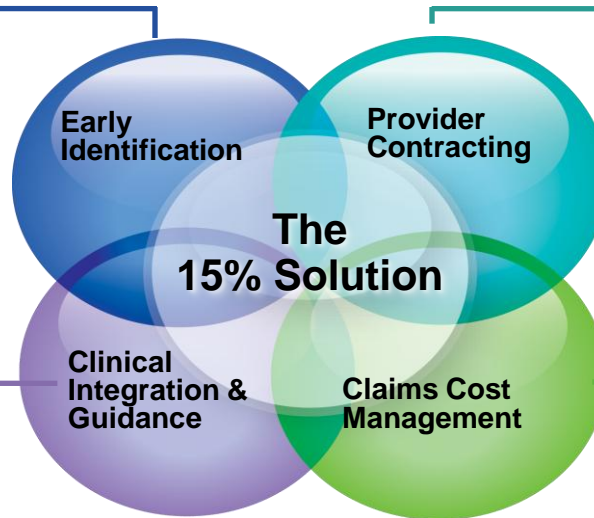 Early
Identification
Provider
Contracting
The
15% Solution
Clinical
Integration &
Guidance
Claims Cost
Management